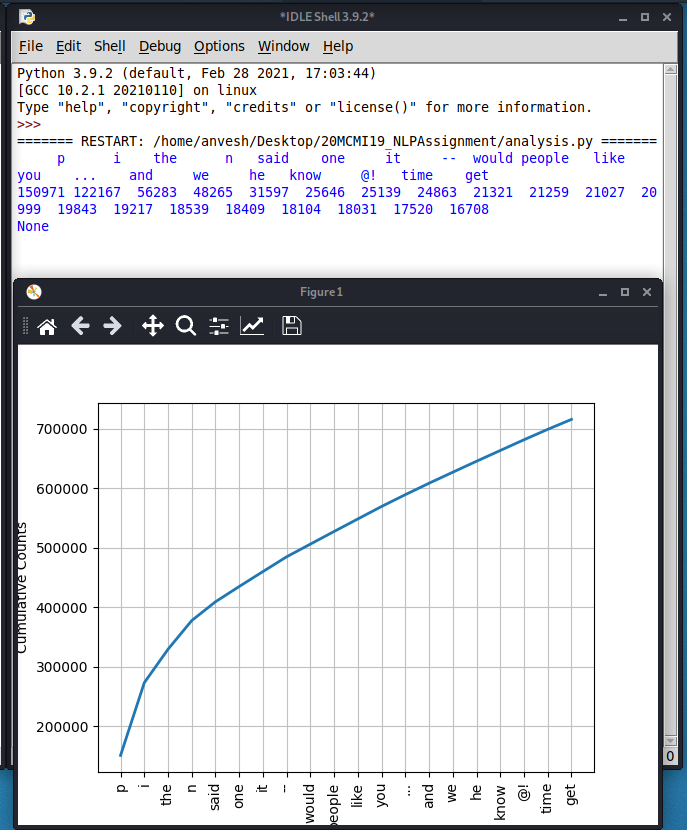 *IDLE Shell 3.9.2*
File Edit Shell Debug Options Window Help
Python 3.9.2 (default, Feb 28 2021, 17:03:44)
[GCC 10.2.1 20210110] on linux
Type "help", "copyright", "credits" or "license()" for more information.
>>>
======= RESTART: /home/anvesh/Desktop/20MCMI19_NLPAssignment/analysis.py =======
p i the n said one it -- would people like
you ... and we he know @! time get
150971 122167 56283 48265 31597 25646 25139 24863 21321 21259 21027 20
999 19843 19217 18539 18409 18104 18031 17520 16708
None
Figure 1
700000
600000
500000
400000
300000
200000
Cumulative Counts
p
i
the
n
said
one
it
--
would
people
like
you
...
and
we
he
know
@!
time
get
0